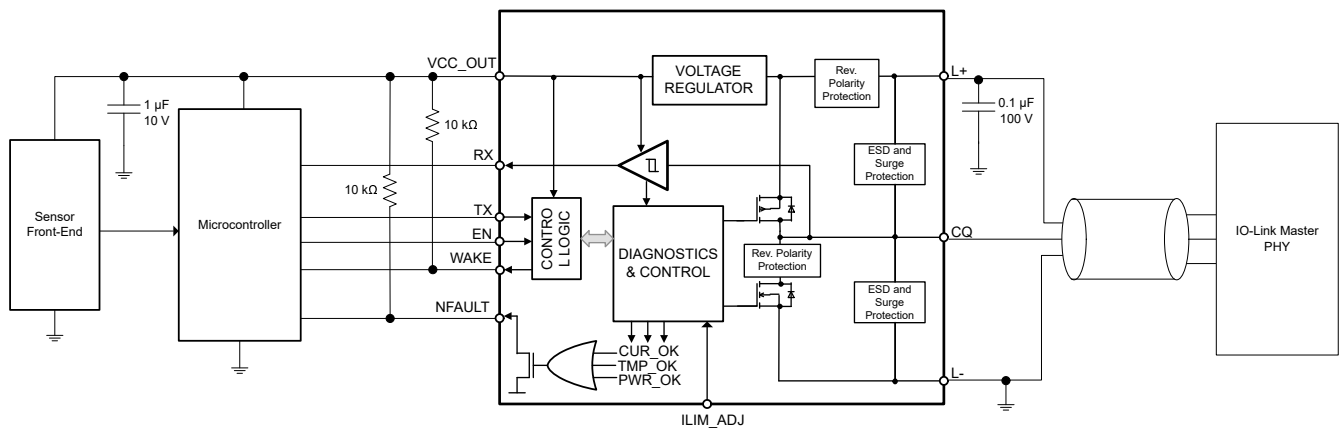 VCC_OUT
VOLTAGE
REGULATOR
Rev.
Polarity
Protection
L+
1 µF
10 V
10 kΩ
0.1 µF
100 V
RX
ESD and
Surge
Protection
10 kΩ
Sensor
Front-End
Microcontroller
TX
EN
WAKE
CONTRO
L LOGIC
DIAGNOSTICS
& CONTROL
Rev. Polarity
Protection
CQ
IO-Link Master
PHY
ESD and
Surge
Protection
NFAULT
CUR_OK
TMP_OK
PWR_OK
L-
ILIM_ADJ